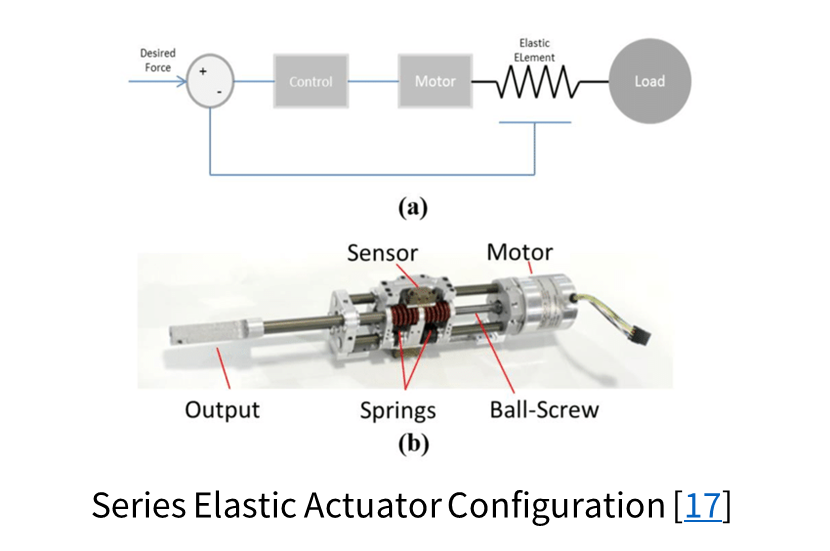 Desired
Force
Elastic
ELement
+
-
Control
Motor
Load
(a)
Sensor
Motor
Output
Springs
Ball-Screw
(b)
Series Elastic Actuator Configuration [17]